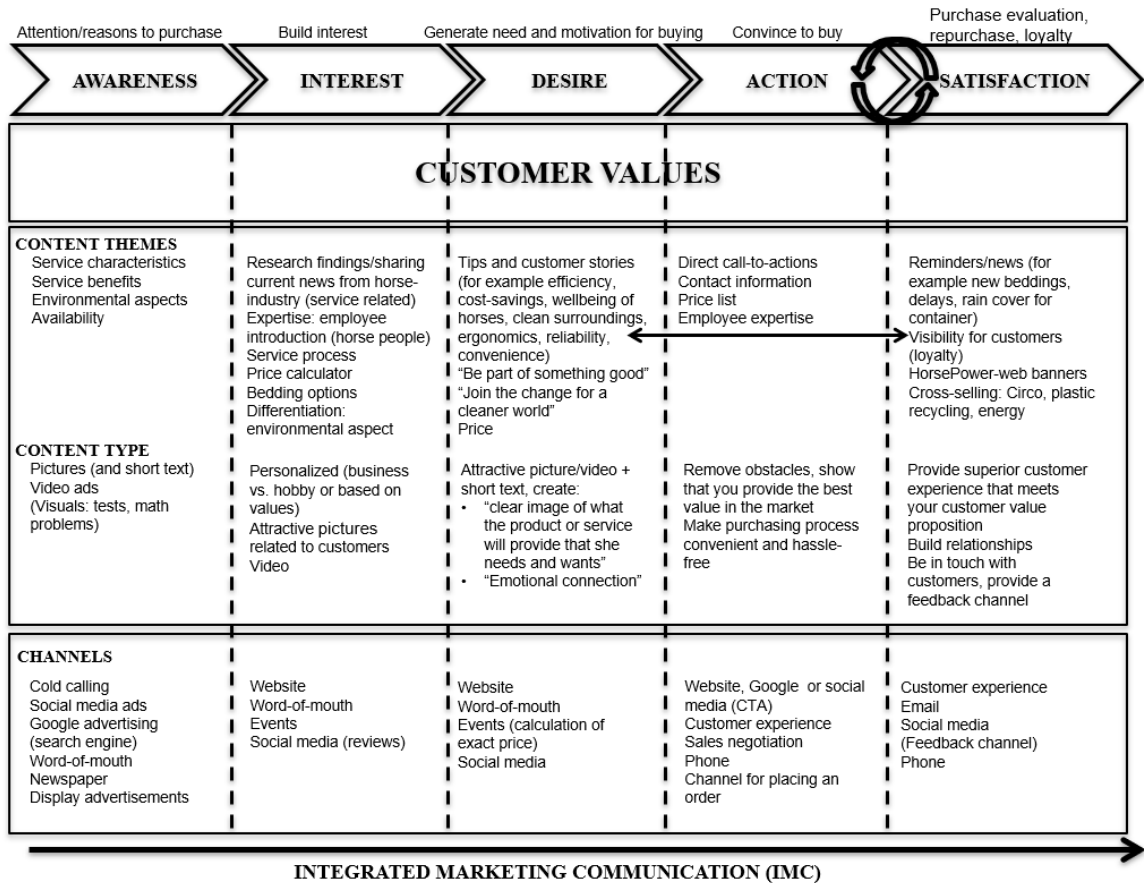 Attention/reasons to purchase
Build interest
Generate need and motivation for buying
Convince to buy
Purchase evaluation,
repurchase, loyalty
AWARENESS
INTEREST
DESIRE
ACTION
SATISFACTION
CUSTOMER VALUES
CONTENT THEMES
Service characteristics
Service benefits
Environmental aspects
Availability
Research findings/sharing
current news from horse-
industry (service related)
Expertise: employee
introduction (horse people)
Service process
Price calculator
Bedding options
Differentiation:
environmental aspect
Tips and customer stories
(for example efficiency,
cost-savings, wellbeing of
horses, clean surroundings,
ergonomics, reliability,
convenience)
“Be part of something good”
“Join the change for a
cleaner world”
Price
Direct call-to-actions
Contact information
Price list
Employee expertise
Reminders/news (for
example new beddings,
delays, rain cover for
container)
Visibility for customers
(loyalty)
HorsePower-web banners
Cross-selling: Circo, plastic
recycling, energy
CONTENT TYPE
Pictures (and short text)
Video ads
(Visuals: tests, math
problems)
Personalized (business
vs. hobby or based on
values)
Attractive pictures
related to customers
Video
Attractive picture/video +
short text, create:
• “clear image of what
the product or service
will provide that she
needs and wants”
• “Emotional connection”
Remove obstacles, show
that you provide the best
value in the market
Make purchasing process
convenient and hassle-
free
Provide superior customer
experience that meets
your customer value
proposition
Build relationships
Be in touch with
customers, provide a
feedback channel
CHANNELS
Cold calling
Social media ads
Google advertising
(search engine)
Word-of-mouth
Newspaper
Display advertisements
Website
Word-of-mouth
Events
Social media (reviews)
Website
Word-of-mouth
Events (calculation of
exact price)
Social media
Website, Google or social
media (CTA)
Customer experience
Sales negotiation
Phone
Channel for placing an
order
Customer experience
Email
Social media
(Feedback channel)
Phone
INTEGRATED MARKETING COMMUNICATION (IMC)